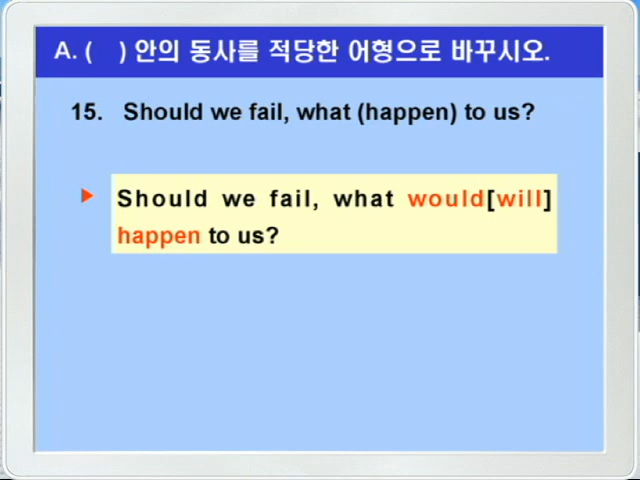 A. (    ) 안의 동사를 적당한 어형으로 바꾸시오.
15. Should we fail, what (happen) to us?
Should we fail, what would[will]
happen to us?